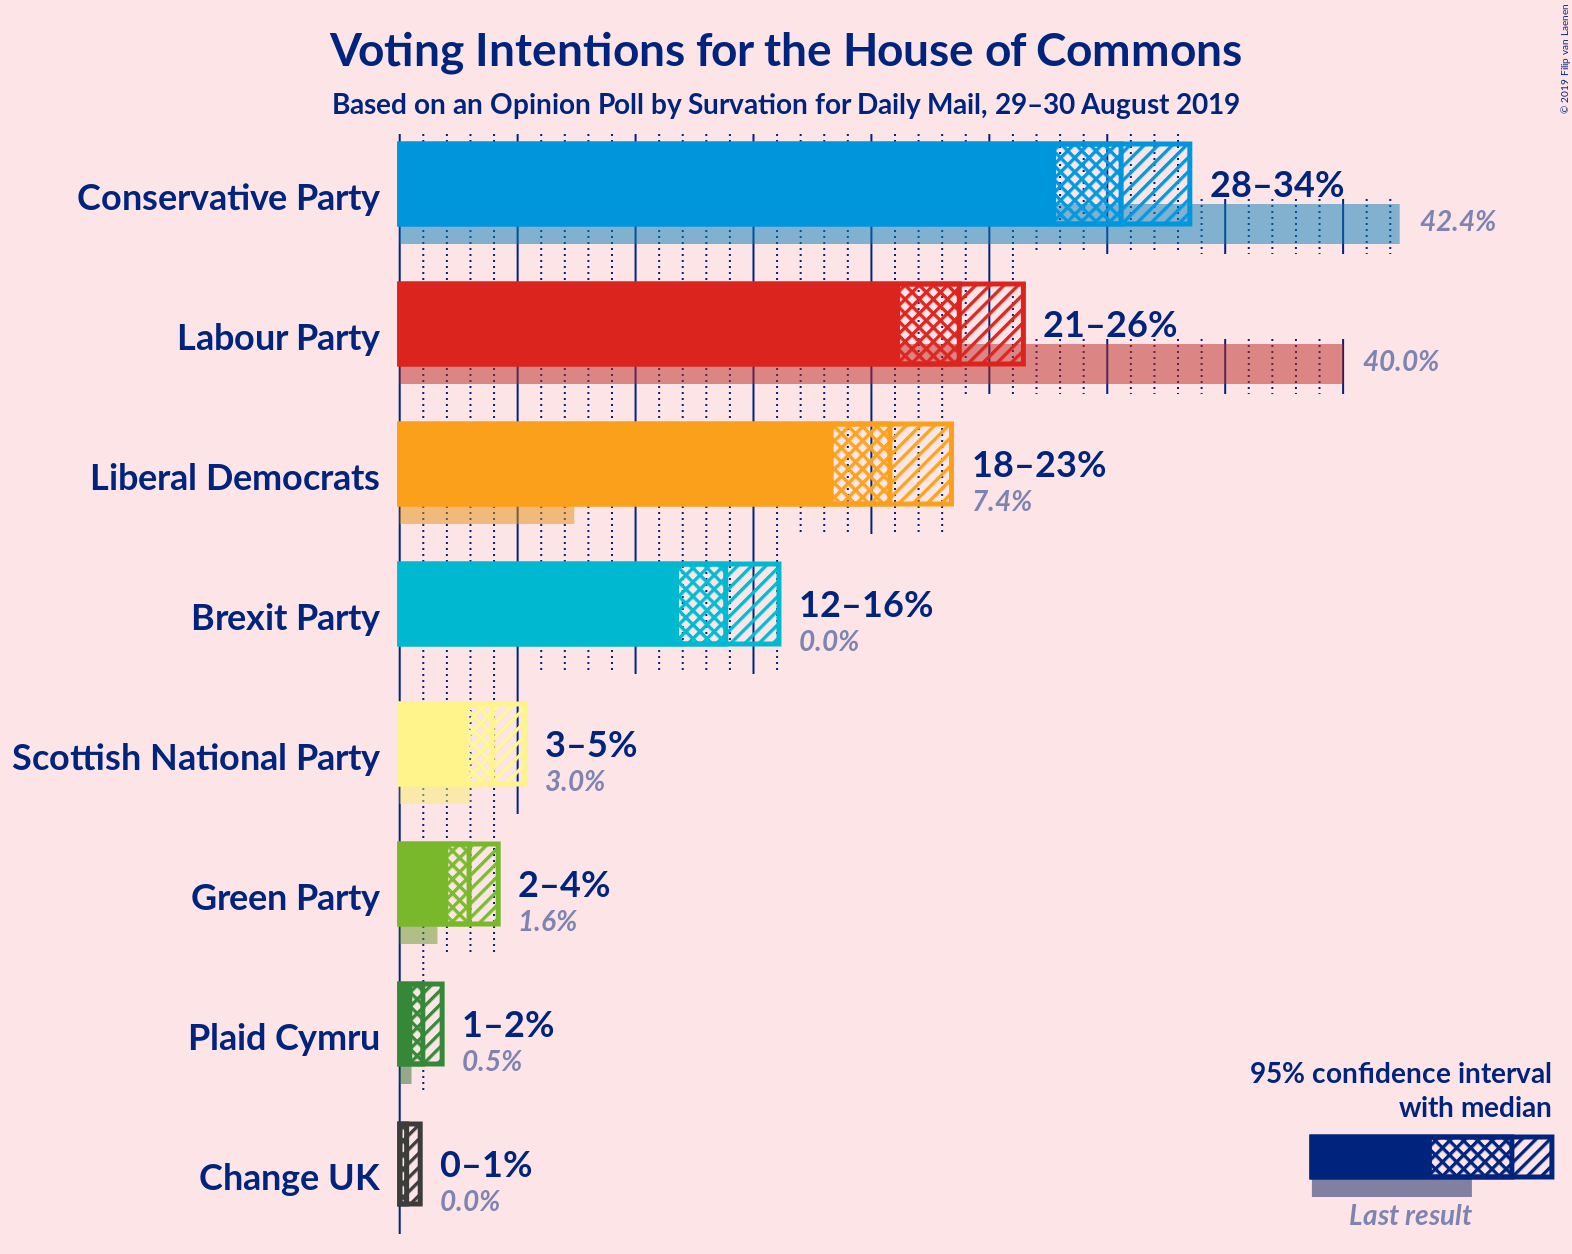 Voting Intentions for the House of Commons
Based on an Opinion Poll by Survation for Daily Mail, 29–30 August 2019
© 2019 Filip van Laenen
Conservative Party
28–34%
42.4%
Labour Party
21–26%
40.0%
Liberal Democrats
18–23%
7.4%
Brexit Party
12–16%
0.0%
Scottish National Party
3–5%
3.0%
Green Party
2–4%
1.6%
Plaid Cymru
1–2%
0.5%
Change UK
0–1%
0.0%
95% confidence interval
with median
Last result